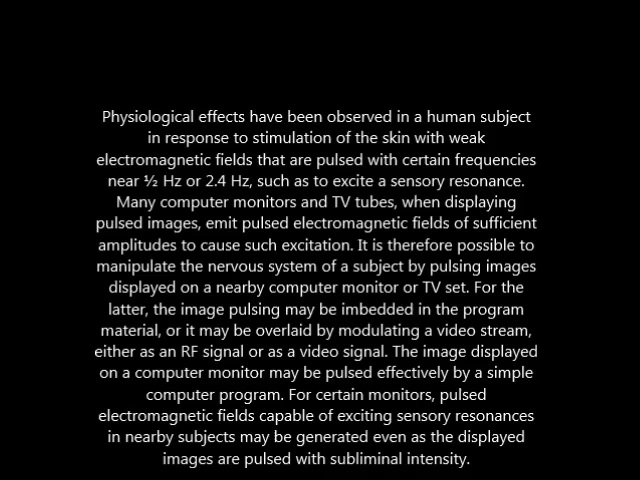 Physiological effects have been observed in a human subject
in response to stimulation of the skin with weak
electromagnetic fields that are pulsed with certain frequencies
near ½ Hz or 2.4 Hz, such as to excite a sensory resonance.
Many computer monitors and TV tubes, when displaying
pulsed images, emit pulsed electromagnetic fields of sufficient
amplitudes to cause such excitation. It is therefore possible to
manipulate the nervous system of a subject by pulsing images
displayed on a nearby computer monitor or TV set. For the
latter, the image pulsing may be imbedded in the program
material, or it may be overlaid by modulating a video stream,
either as an RF signal or as a video signal. The image displayed
on a computer monitor may be pulsed effectively by a simple
computer program. For certain monitors, pulsed
electromagnetic fields capable of exciting sensory resonances
in nearby subjects may be generated even as the displayed
images are pulsed with subliminal intensity.